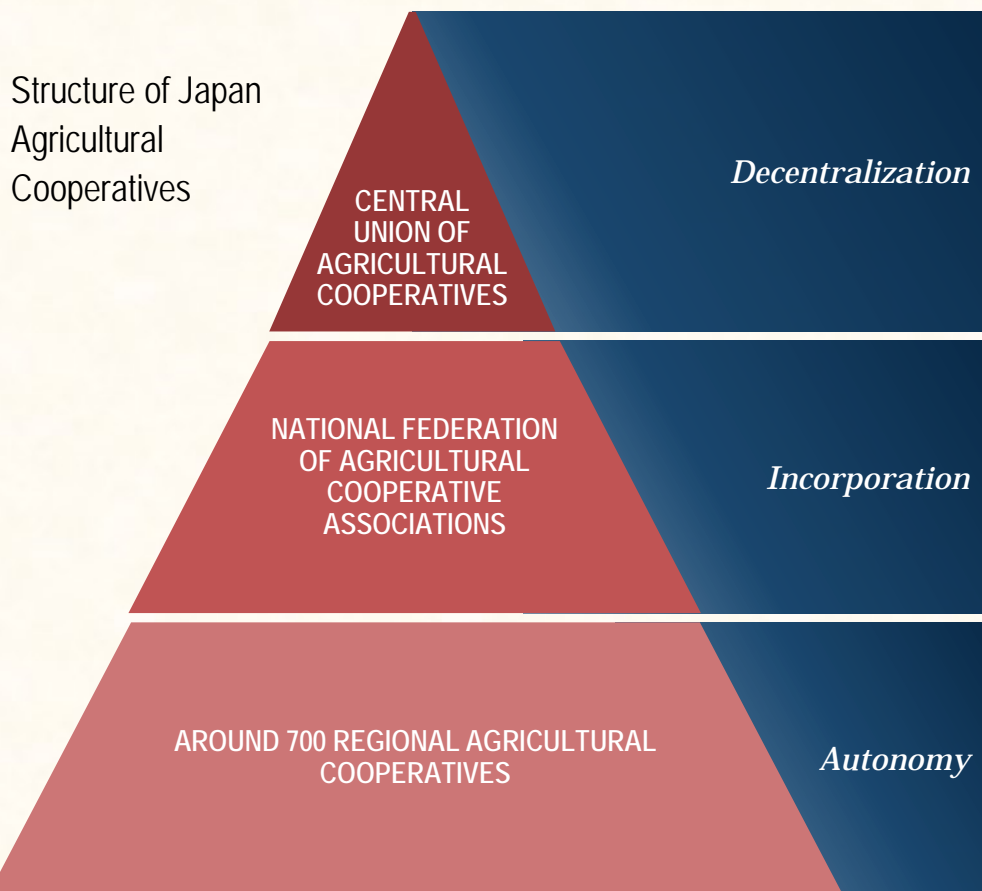 Structure of Japan
Agricultural
Cooperatives
CENTRAL
UNION OF
AGRICULTURAL
COOPERATIVES
Decentralization
NATIONAL FEDERATION
OF AGRICULTURAL
COOPERATIVE
ASSOCIATIONS
Incorporation
AROUND 700 REGIONAL AGRICULTURAL
COOPERATIVES
Autonomy